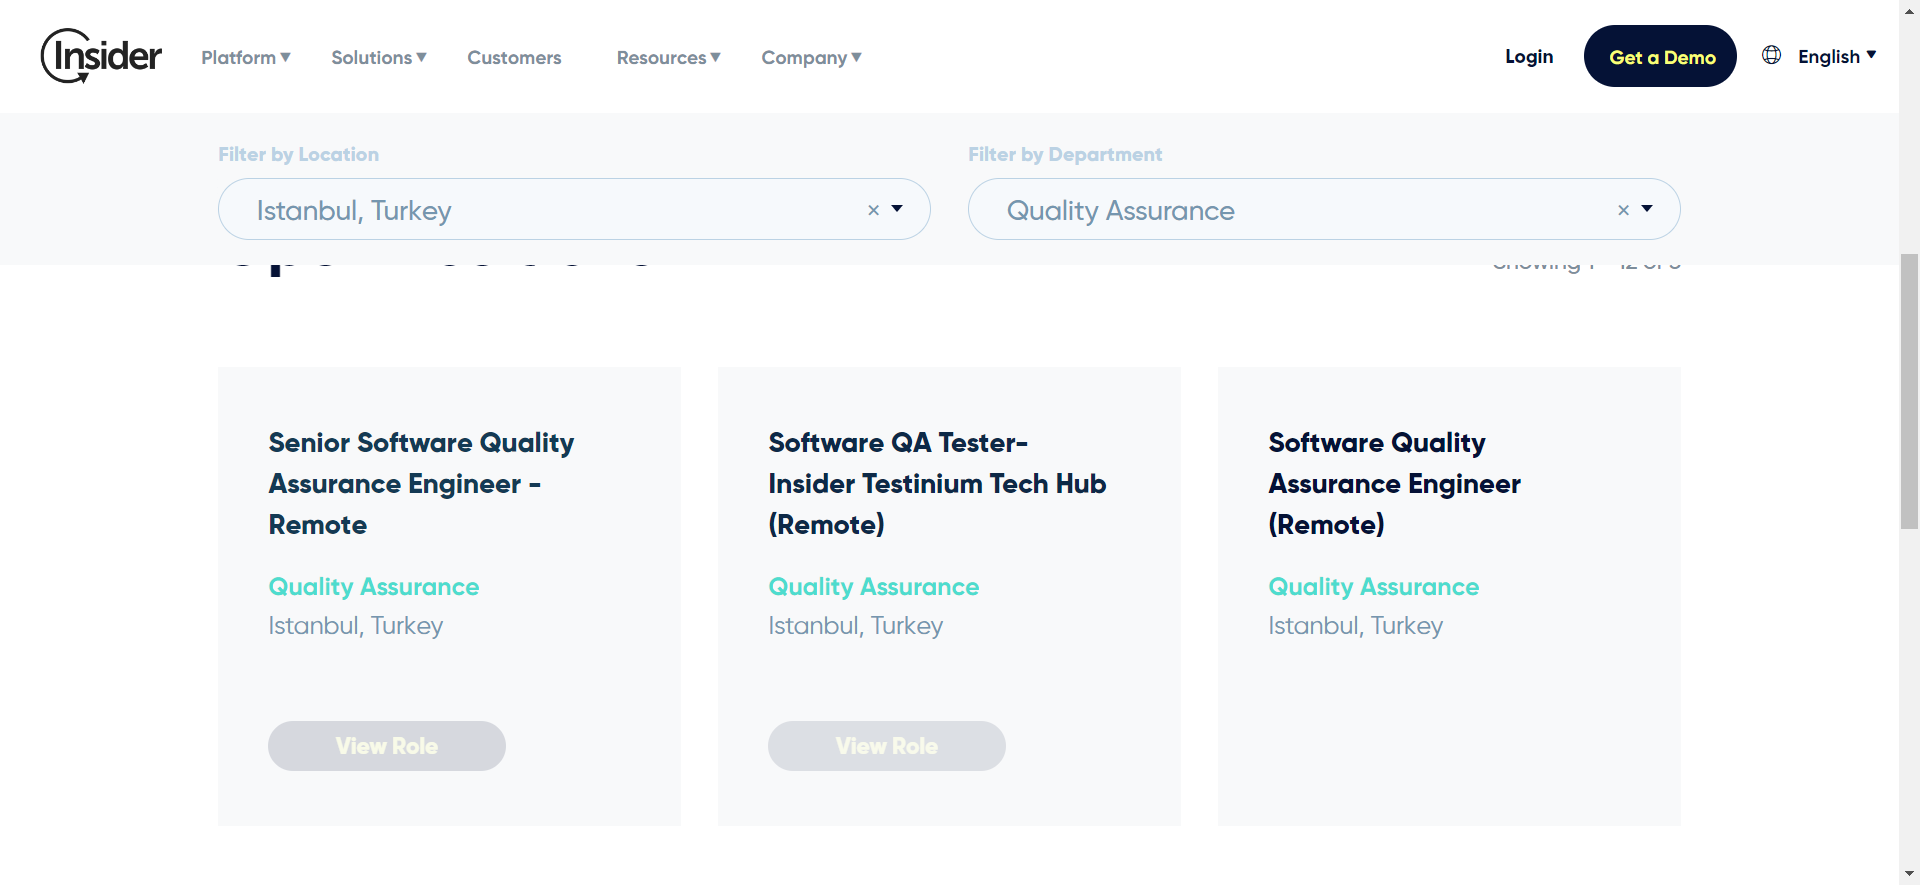 Insider
Platform ▾ Solutions ▾ Customers Resources ▾ Company ▾ Login Get a Demo English ▾
Filter by Location Filter by Department
Istanbul, Turkey × Quality Assurance ×
Senior Software Quality
Assurance Engineer -
Remote
Quality Assurance
Istanbul, Turkey
View Role
Software QA Tester-
Insider Testinium Tech Hub
(Remote)
Quality Assurance
Istanbul, Turkey
View Role
Software Quality
Assurance Engineer
(Remote)
Quality Assurance
Istanbul, Turkey